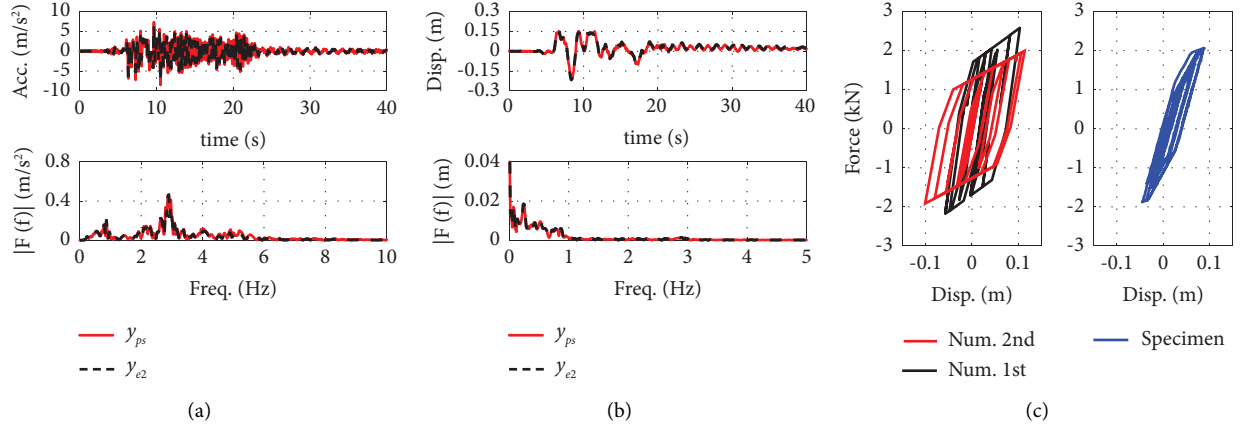 10
5
0
-5
-10
Acc. (m/s²)
0 10 20 30 40
time (s)
0.8
0.4
0
|F (f)| (m/s²)
0 2 4 6 8 10
Freq. (Hz)
y_ps
y_e2
(a)
0.3
0.15
0
-0.15
-0.3
Disp. (m)
0 10 20 30 40
time (s)
0.04
0.02
0
|F (f)| (m)
0 1 2 3 4 5
Freq. (Hz)
y_ps
y_e2
(b)
3
2
1
0
-1
-2
-3
Force (kN)
-0.1 0 0.1
Disp. (m)
Num. 2nd
Num. 1st
3
2
1
0
-1
-2
-3
-0.1 0 0.1
Disp. (m)
Specimen
(c)